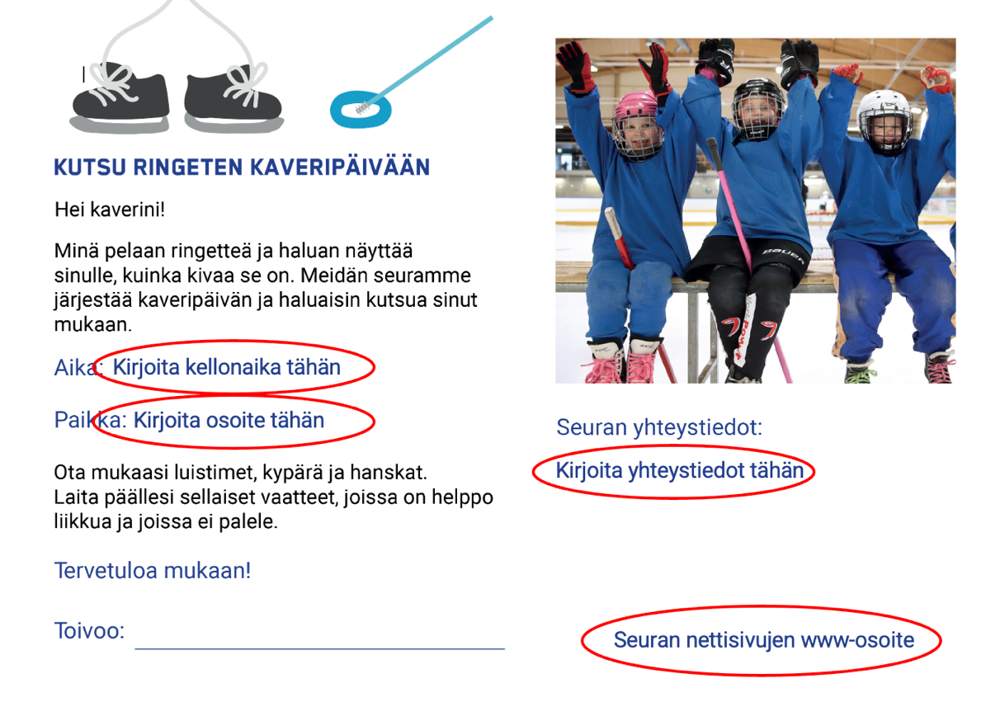 KUTSU RINGETEN KAVERIPÄIVÄÄN
Hei kaverini!
Minä pelaan ringetteä ja haluan näyttää
sinulle, kuinka kivaa se on. Meidän seuramme
järjestää kaveripäivän ja haluaisin kutsua sinut
mukaan.
Aika: Kirjoita kellonaika tähän
Paikka: Kirjoita osoite tähän
Ota mukaasi luistimet, kypärä ja hanskat.
Laita päällesi sellaiset vaatteet, joissa on helppo
liikkua ja joissa ei palele.
Tervetuloa mukaan!
Toivoo:
BAUER
BAUER
Seuran yhteystiedot:
Kirjoita yhteystiedot tähän
Seuran nettisivujen www-osoite